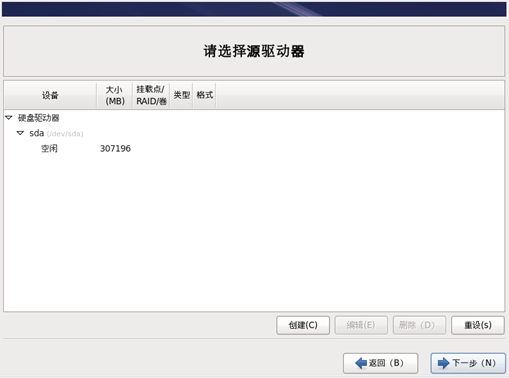 请选择源驱动器
设备 大小 (MB) 挂载点/ RAID/卷 类型 格式
硬盘驱动器
sda (/dev/sda)
空闲 307196
创建(C) 编辑(E) 删除（D） 重设(s)
返回（B） 下一步（N）